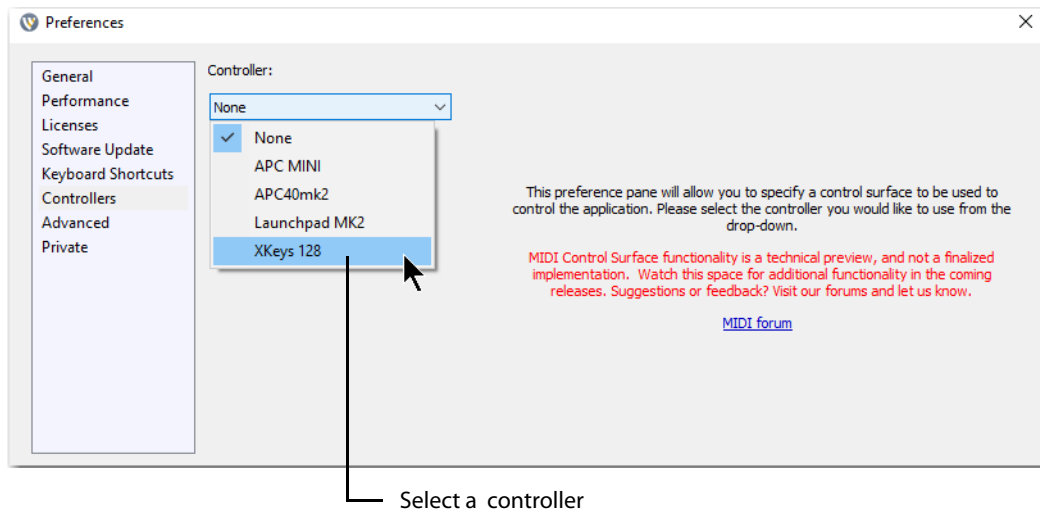 Preferences
General
Performance
Licenses
Software Update
Keyboard Shortcuts
Controllers
Advanced
Private
Controller:
None
None
APC MINI
APC40mk2
Launchpad MK2
XKeys 128
This preference pane will allow you to specify a control surface to be used to
control the application. Please select the controller you would like to use from the
drop-down.
MIDI Control Surface functionality is a technical preview, and not a finalized
implementation. Watch this space for additional functionality in the coming
releases. Suggestions or feedback? Visit our forums and let us know.
MIDI forum
Select a controller